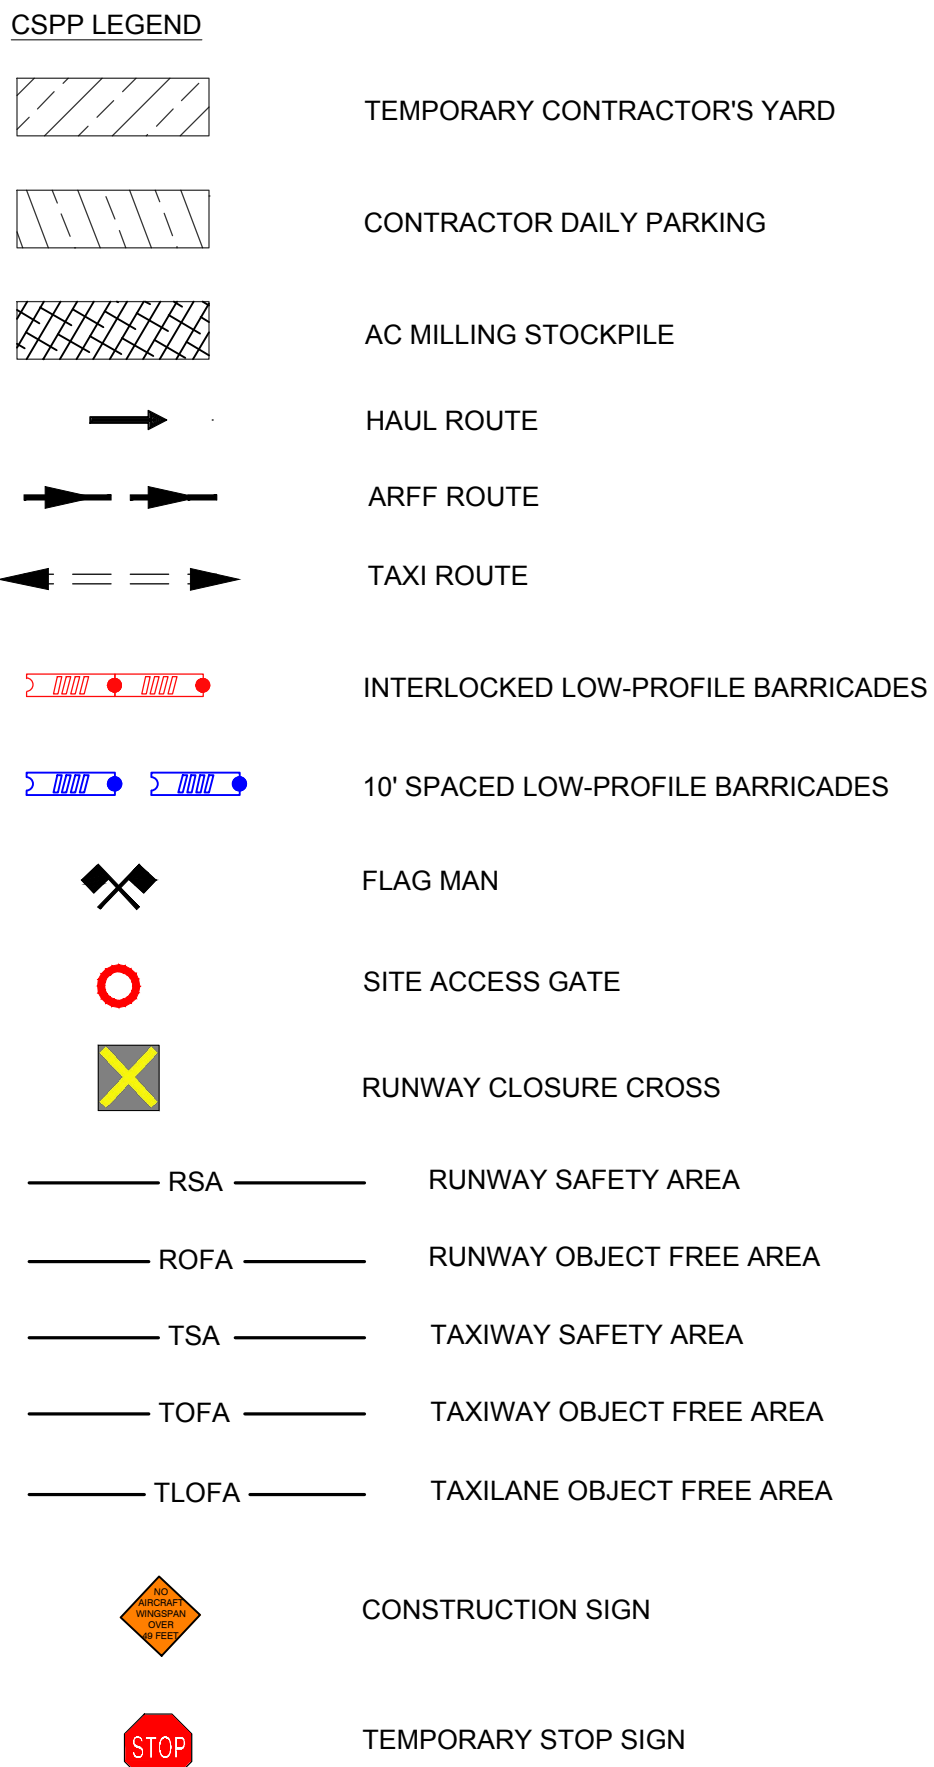 CSPP LEGEND
TEMPORARY CONTRACTOR'S YARD
CONTRACTOR DAILY PARKING
AC MILLING STOCKPILE
HAUL ROUTE
ARFF ROUTE
TAXI ROUTE
INTERLOCKED LOW-PROFILE BARRICADES
10' SPACED LOW-PROFILE BARRICADES
FLAG MAN
SITE ACCESS GATE
RUNWAY CLOSURE CROSS
RSA RUNWAY SAFETY AREA
ROFA RUNWAY OBJECT FREE AREA
TSA TAXIWAY SAFETY AREA
TOFA TAXIWAY OBJECT FREE AREA
TLOFA TAXILANE OBJECT FREE AREA
NO
AIRCRAFT
WINGSPAN
OVER
49 FEET
CONSTRUCTION SIGN
STOP TEMPORARY STOP SIGN